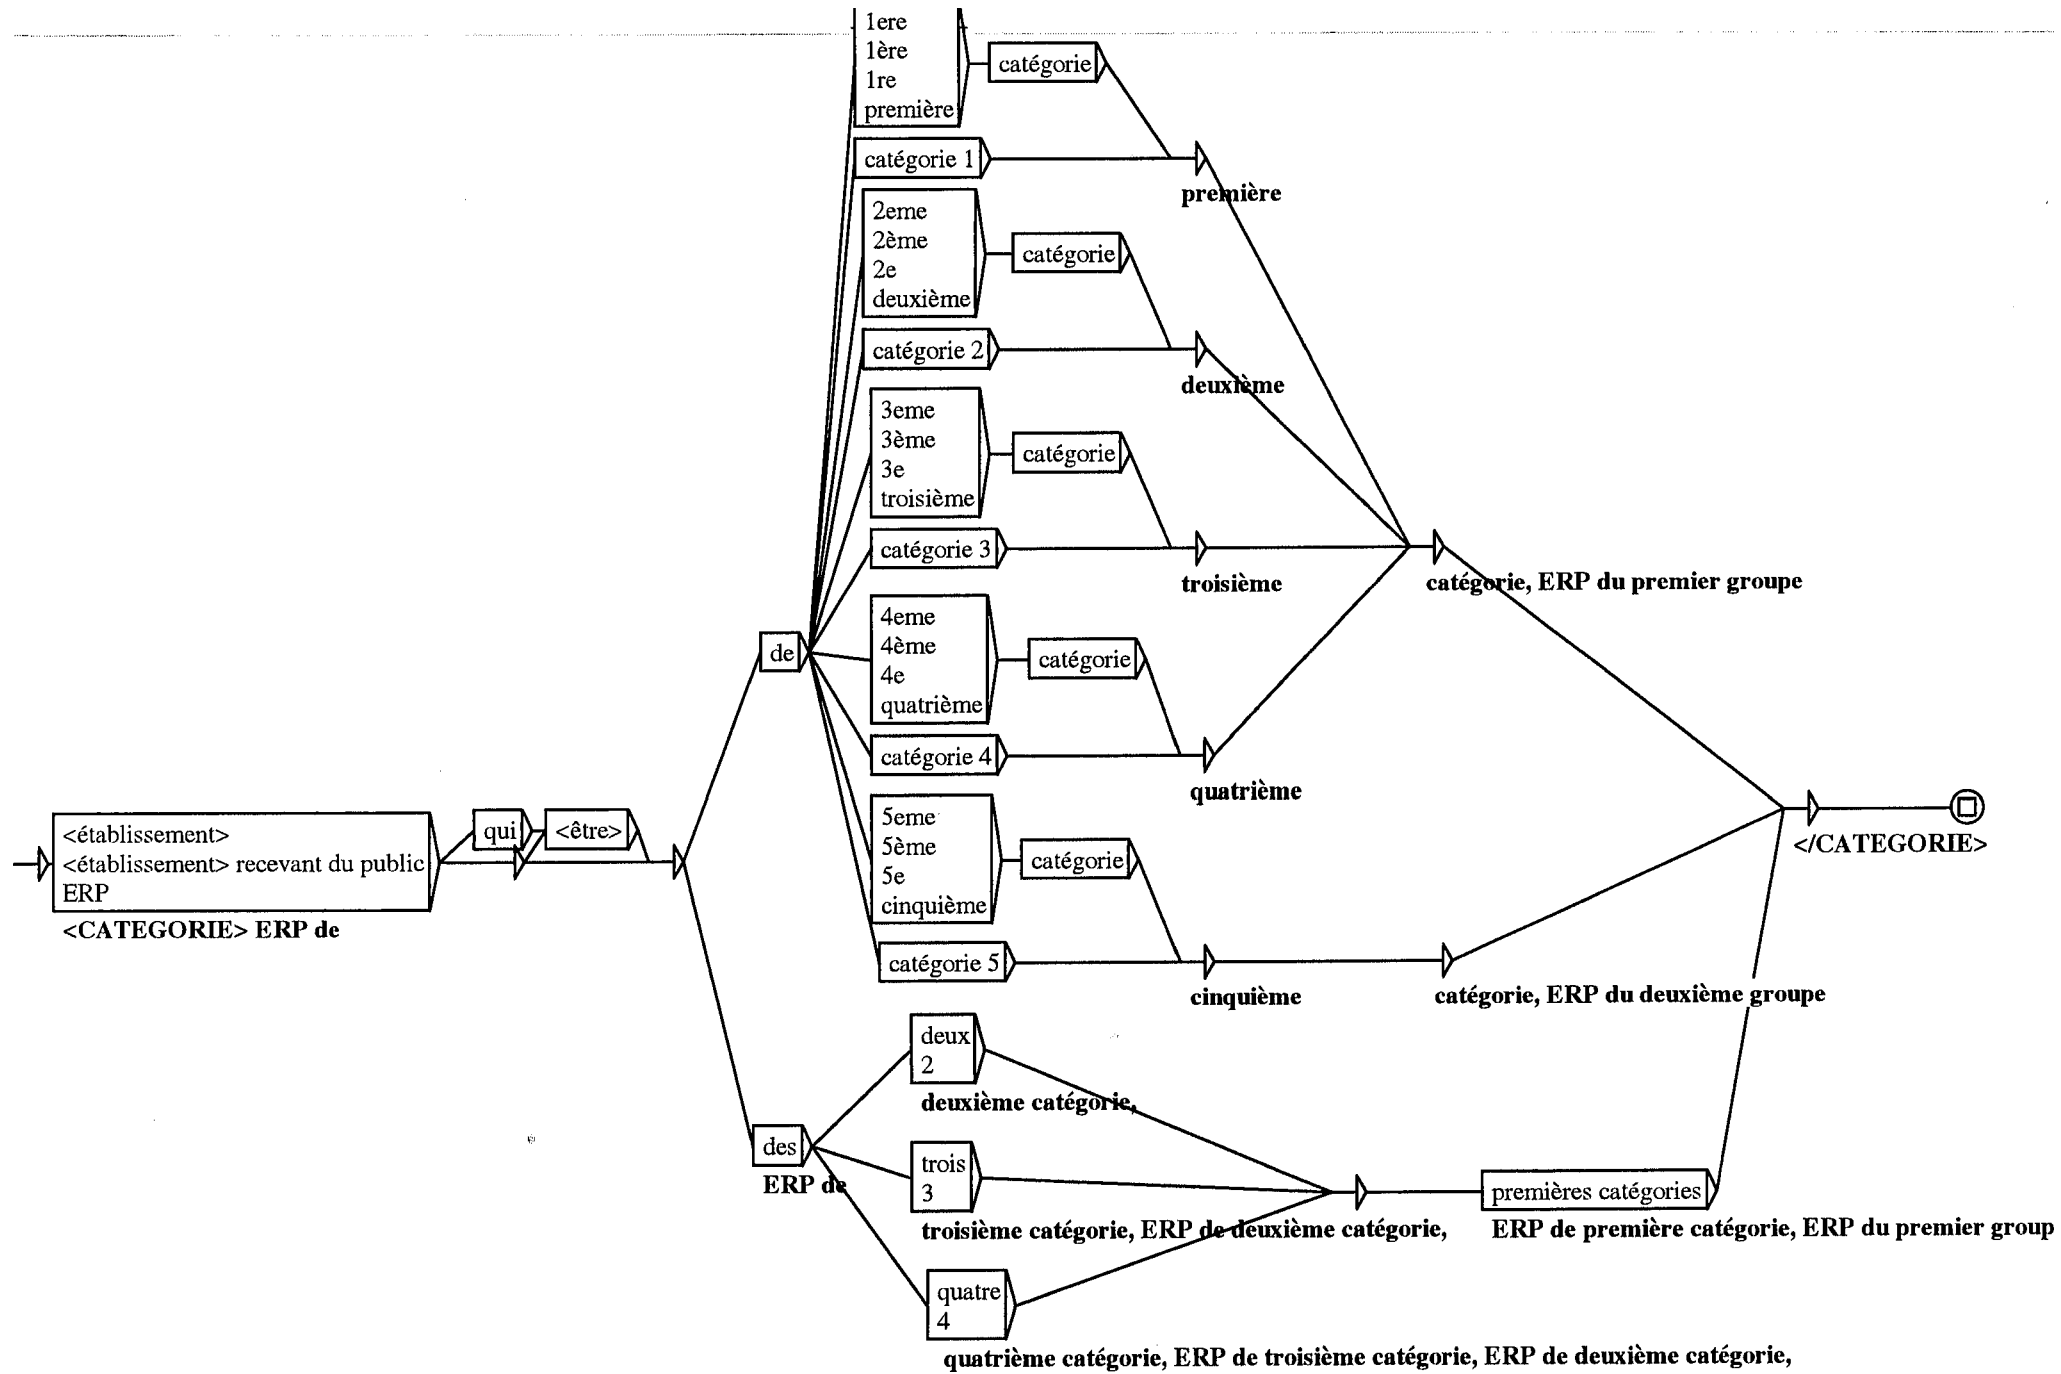 1ere
1ère
1re
première
catégorie
catégorie 1
première
2eme
2ème
2e
deuxième
catégorie
catégorie 2
deuxième
3eme
3ème
3e
troisième
catégorie
catégorie 3
troisième
catégorie, ERP du premier groupe
4eme
4ème
4e
quatrième
catégorie
catégorie 4
quatrième
de
5eme
5ème
5e
cinquième
catégorie
catégorie 5
cinquième
catégorie, ERP du deuxième groupe
<établissement>
<établissement> recevant du public
ERP
<CATEGORIE> ERP de
qui
<être>
</CATEGORIE>
des
ERP de
deux
2
deuxième catégorie,
trois
3
troisième catégorie, ERP de deuxième catégorie,
quatre
4
quatrième catégorie, ERP de troisième catégorie, ERP de deuxième catégorie,
premières catégories
ERP de première catégorie, ERP du premier group